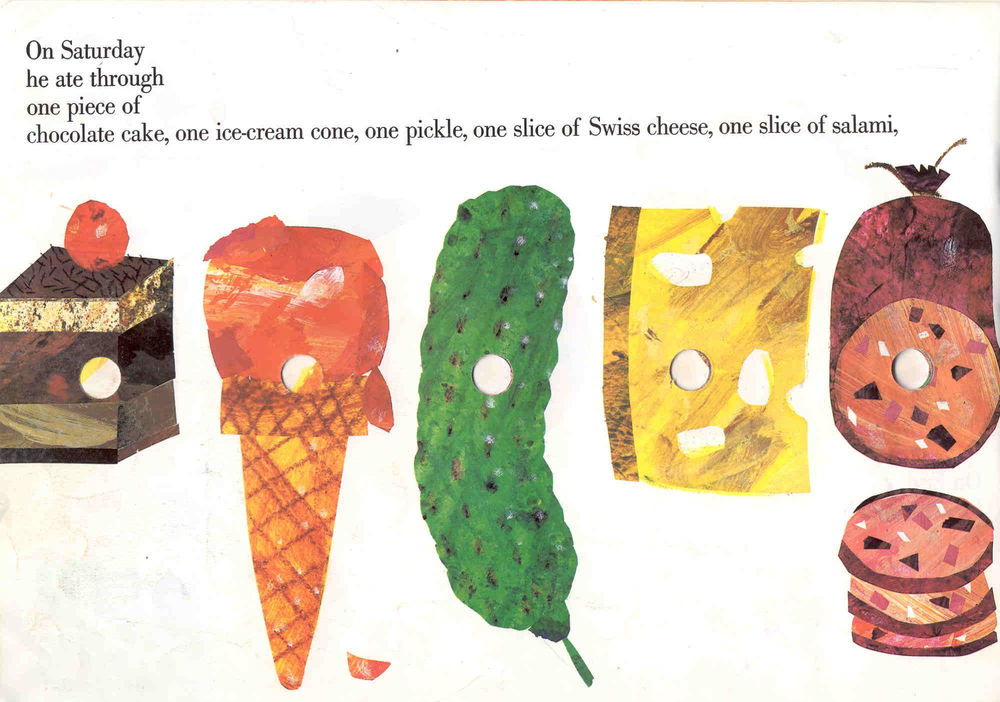 On Saturday
he ate through
one piece of
chocolate cake, one ice-cream cone, one pickle, one slice of Swiss cheese, one slice of salami,